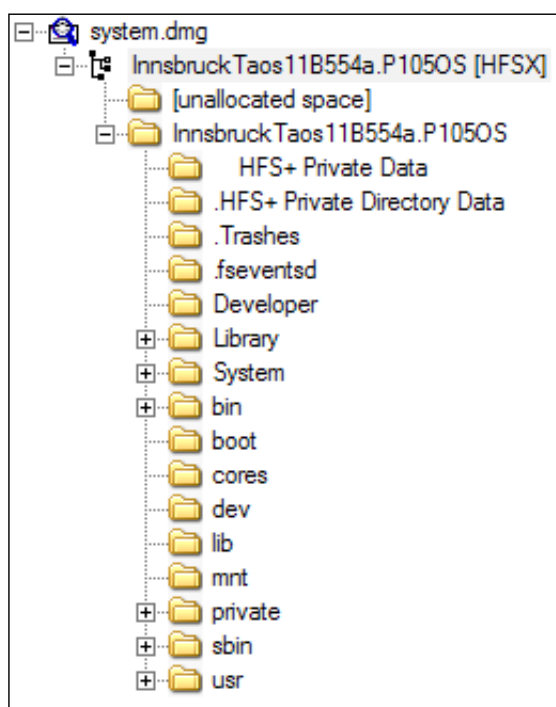 system.dmg
InnsbruckTaos11B554a.P105OS [HFSX]
[unallocated space]
InnsbruckTaos11B554a.P105OS
HFS+ Private Data
.HFS+ Private Directory Data
.Trashes
.fseventsd
Developer
Library
System
bin
boot
cores
dev
lib
mnt
private
sbin
usr